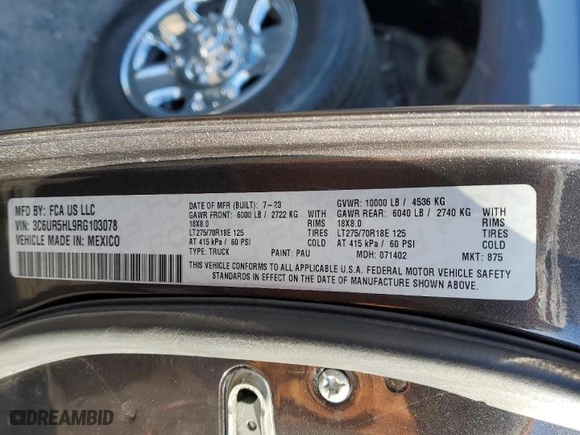 MFD BY: FCA US LLC
VIN: 3C6UR5HL9RG103078
VEHICLE MADE IN: MEXICO
DATE OF MFR (BUILT): 7-23
GAWR FRONT: 6000 LB / 2722 KG
18X8.0 RIMS
LT275/70R18E 125 TIRES
AT 415 kPa / 60 PSI
TYPE: TRUCK PAINT: PAU
GVWR: 10000 LB / 4536 KG
GAWR REAR: 6040 LB / 2740 KG
18X8.0 RIMS
LT275/70R18E 125 TIRES
AT 415 kPa / 60 PSI
MDH: 071402 MKT: 875
THIS VEHICLE CONFORMS TO ALL APPLICABLE U.S.A. FEDERAL MOTOR VEHICLE SAFETY
STANDARDS IN EFFECT ON THE DATE OF MANUFACTURE SHOWN ABOVE.
DREAMBID